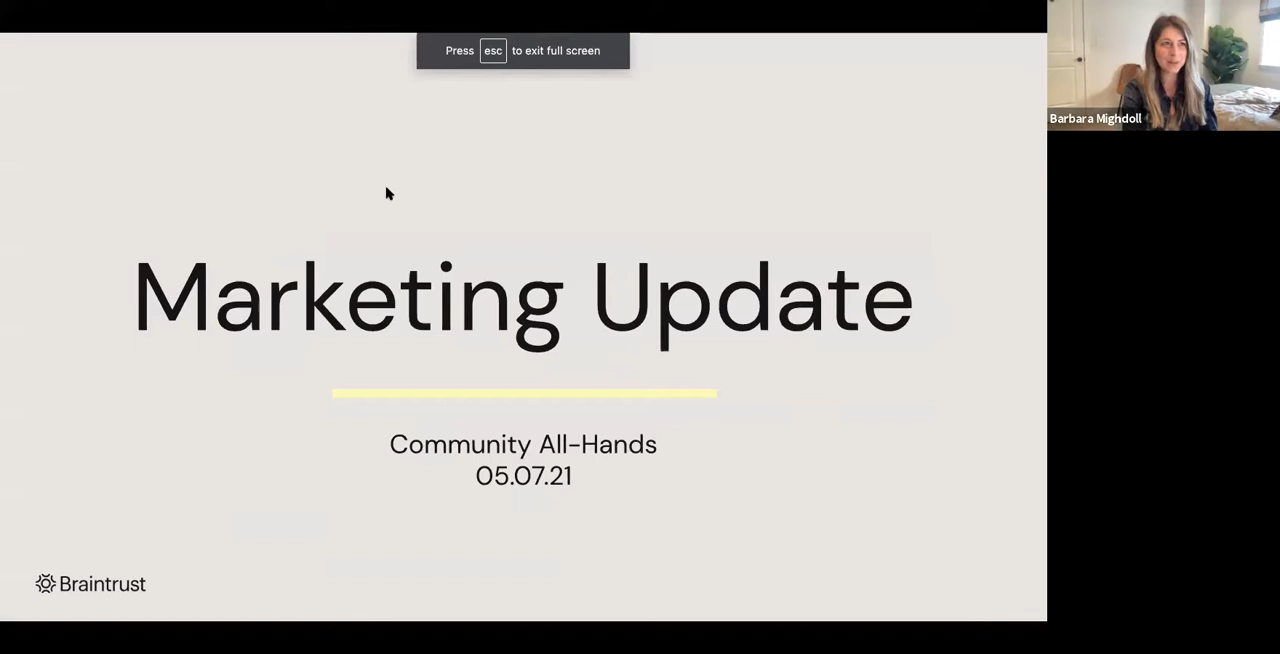 Press esc to exit full screen
Barbara Mighdoll
Marketing Update
Community All-Hands
05.07.21
Braintrust